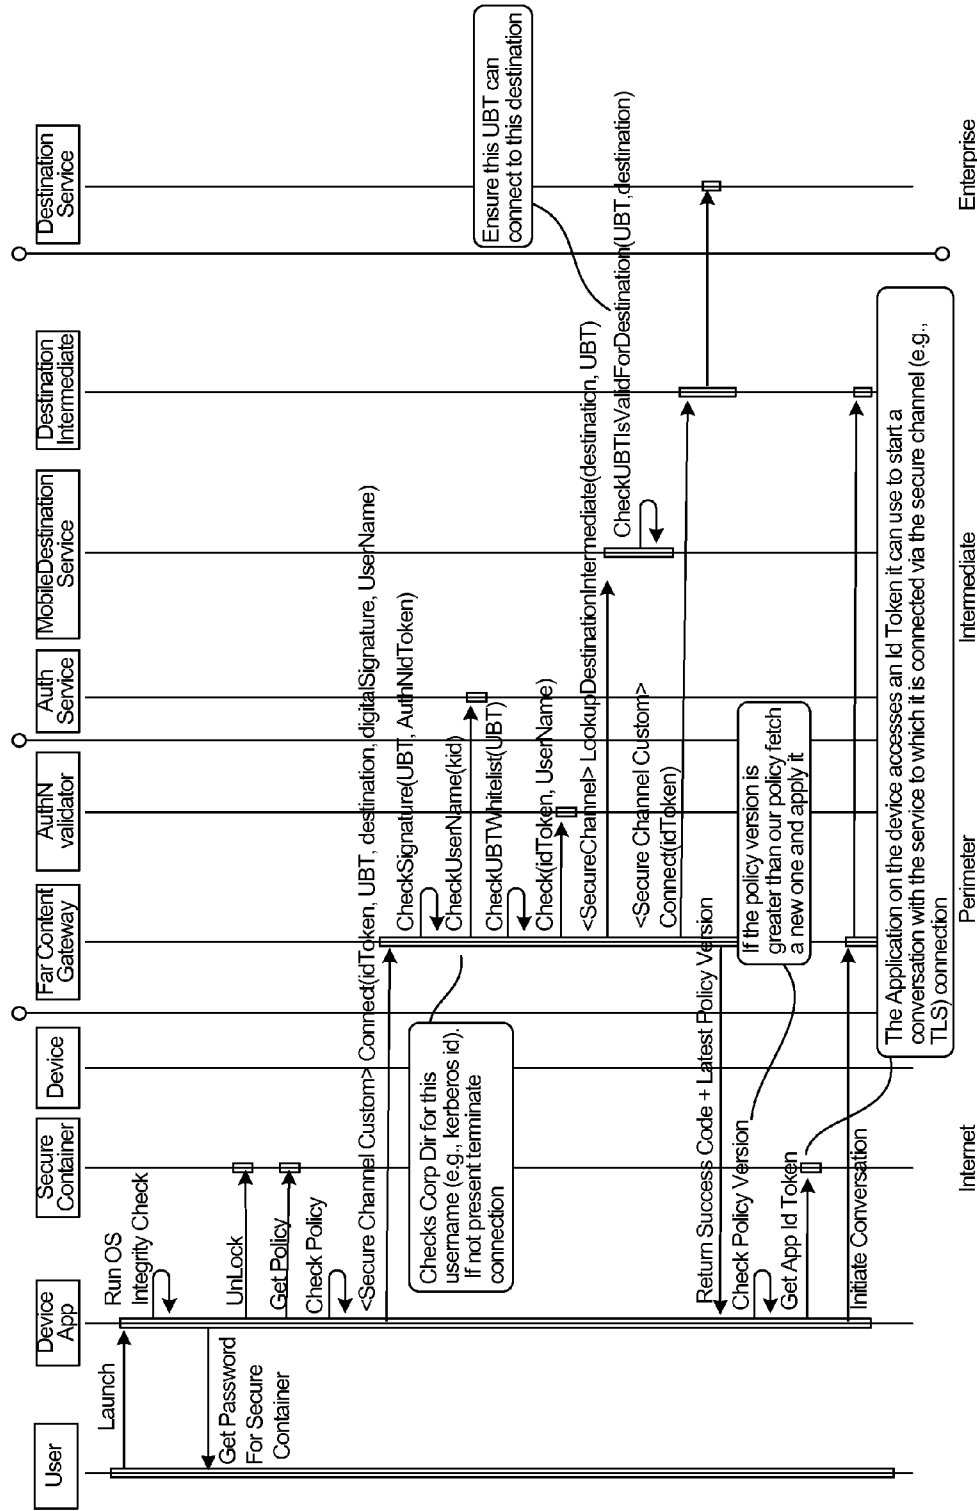 User
Device
App
Secure
Container
Device
Far Content
Gateway
AuthN
validator
Auth
Service
MobileDestination
Service
Destination
Intermediate
Destination
Service
Launch
Run OS
Integrity Check
Get Password
For Secure
Container
UnLock
Get Policy
Check Policy
<Secure Channel Custom> Connect(idToken, UBT, destination, digitalSignature, UserName)
CheckSignature(UBT, AuthNIdToken)
CheckUserName(kid)
Checks Corp Dir for this
username (e.g., kerberos id).
If not present terminate
connection
CheckUBTWhitelist(UBT)
Check(idToken, UserName)
<SecureChannel> LookupDestinationIntermediate(destination, UBT)
CheckUBTIsValidForDestination(UBT,destination)
Ensure this UBT can
connect to this destination
<Secure Channel Custom>
Connect(idToken)
Return Success Code + Latest Policy Version
Check Policy Version
If the policy version is
greater than our policy fetch
a new one and apply it
Get App Id Token
Initiate Conversation
The Application on the device accesses an Id Token it can use to start a
conversation with the service to which it is connected via the secure channel (e.g.,
TLS) connection
Internet
Perimeter
Intermediate
Enterprise